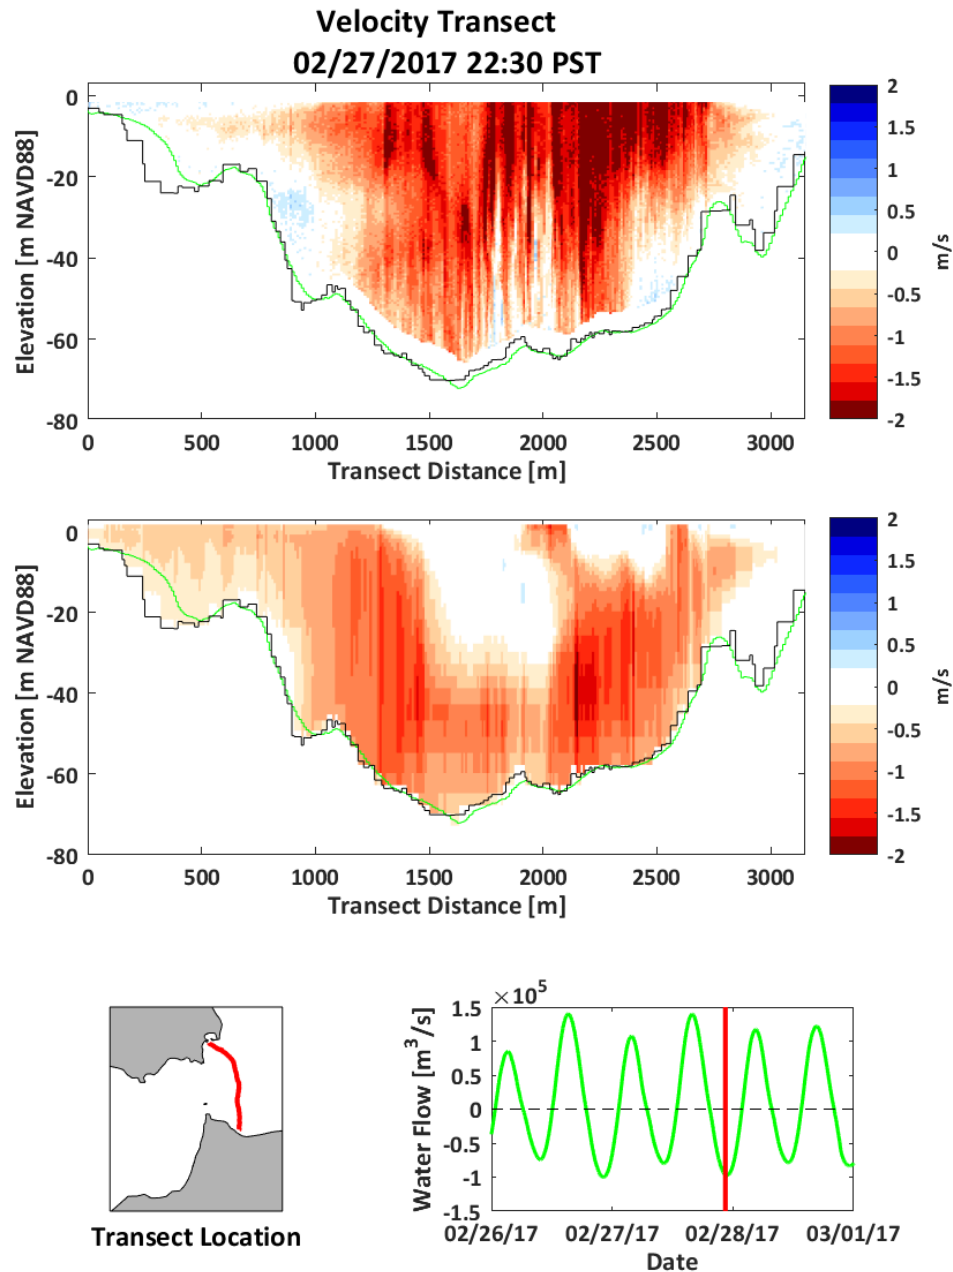 Velocity Transect
02/27/2017 22:30 PST
Elevation [m NAVD88]
0
-20
-40
-60
-80
0 500 1000 1500 2000 2500 3000
Transect Distance [m]
2
1.5
1
0.5
0
-0.5
-1
-1.5
-2
m/s
Elevation [m NAVD88]
0
-20
-40
-60
-80
0 500 1000 1500 2000 2500 3000
Transect Distance [m]
2
1.5
1
0.5
0
-0.5
-1
-1.5
-2
m/s
Transect Location
×10⁵
Water Flow [m³/s]
1.5
1
0.5
0
-0.5
-1
-1.5
02/26/17 02/27/17 02/28/17 03/01/17
Date